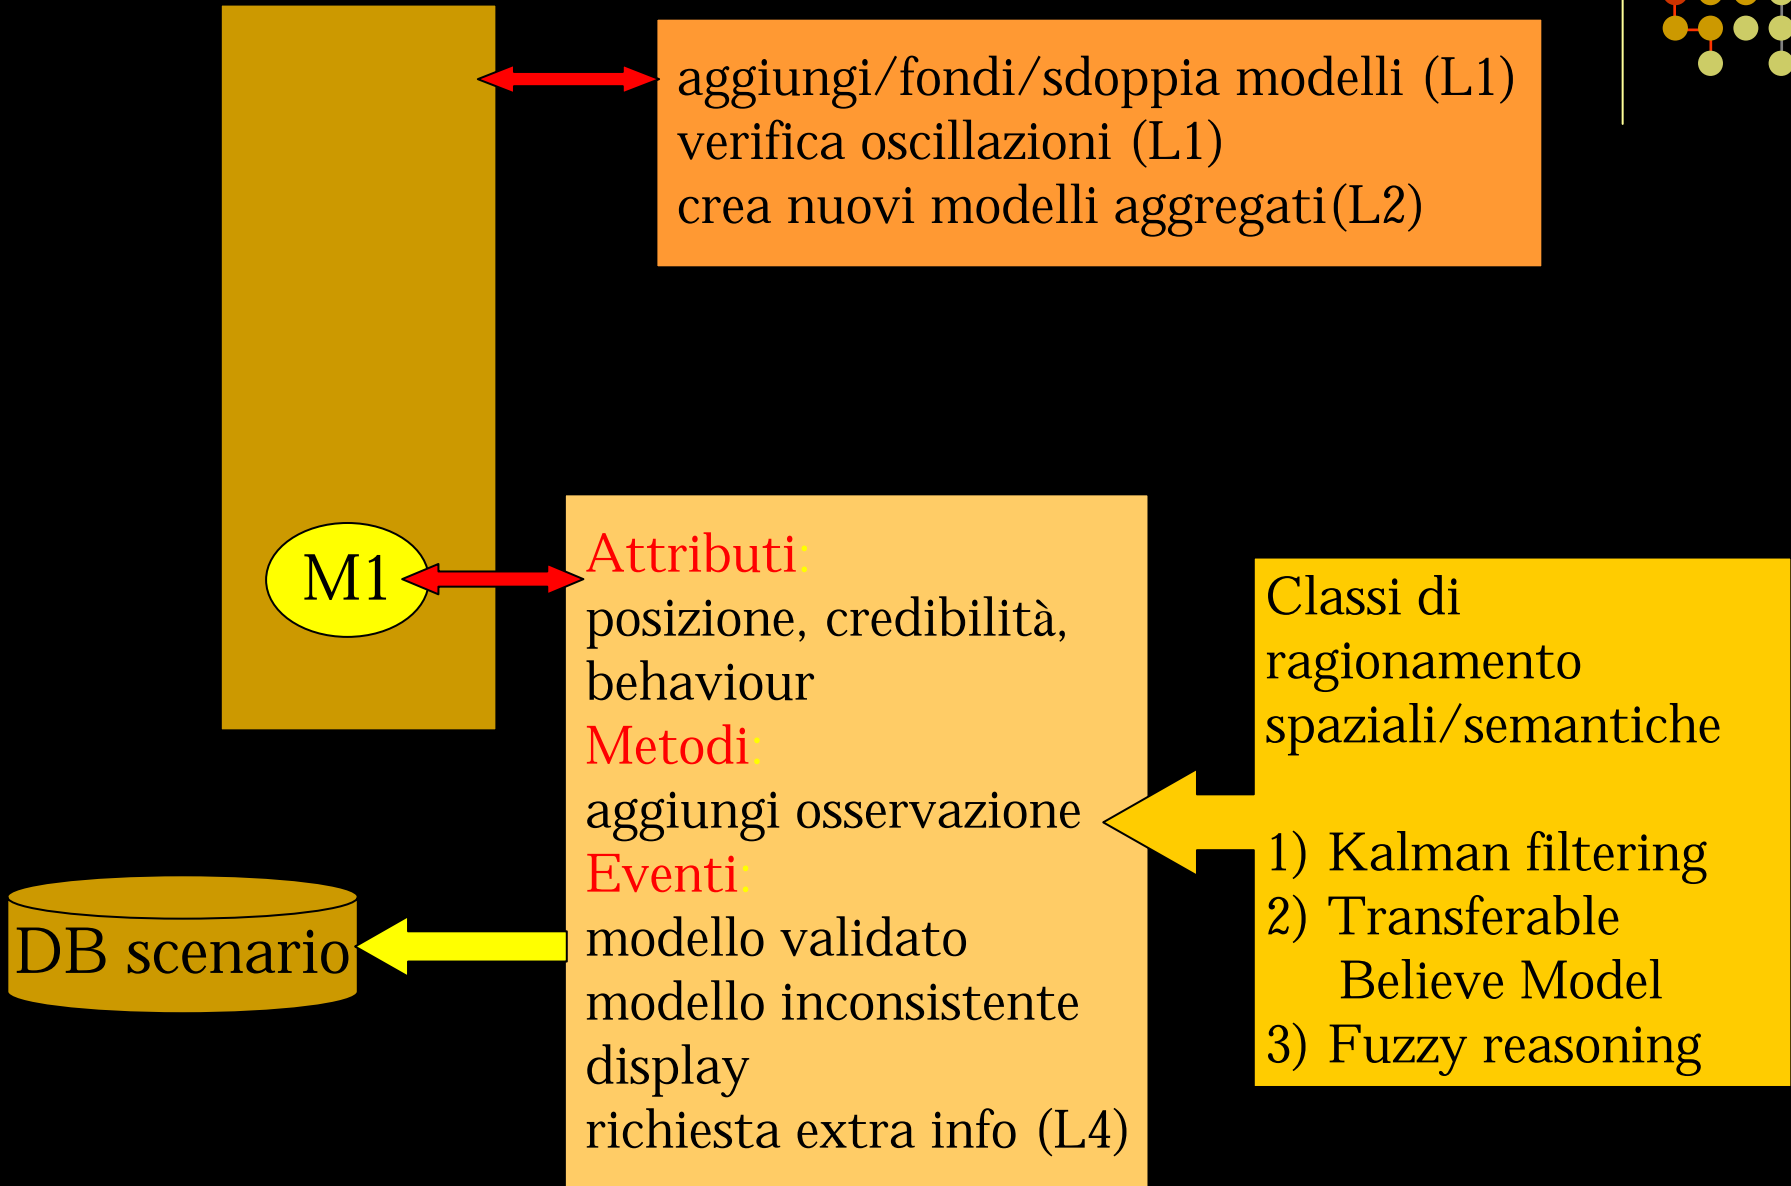 aggiungi/fondi/sdoppia modelli (L1)
verifica oscillazioni (L1)
crea nuovi modelli aggregati(L2)
M1
Attributi:
posizione, credibilità,
behaviour
Metodi:
aggiungi osservazione
Eventi:
modello validato
modello inconsistente
display
richiesta extra info (L4)
Classi di
ragionamento
spaziali/semantiche
1) Kalman filtering
2) Transferable
Believe Model
3) Fuzzy reasoning
DB scenario